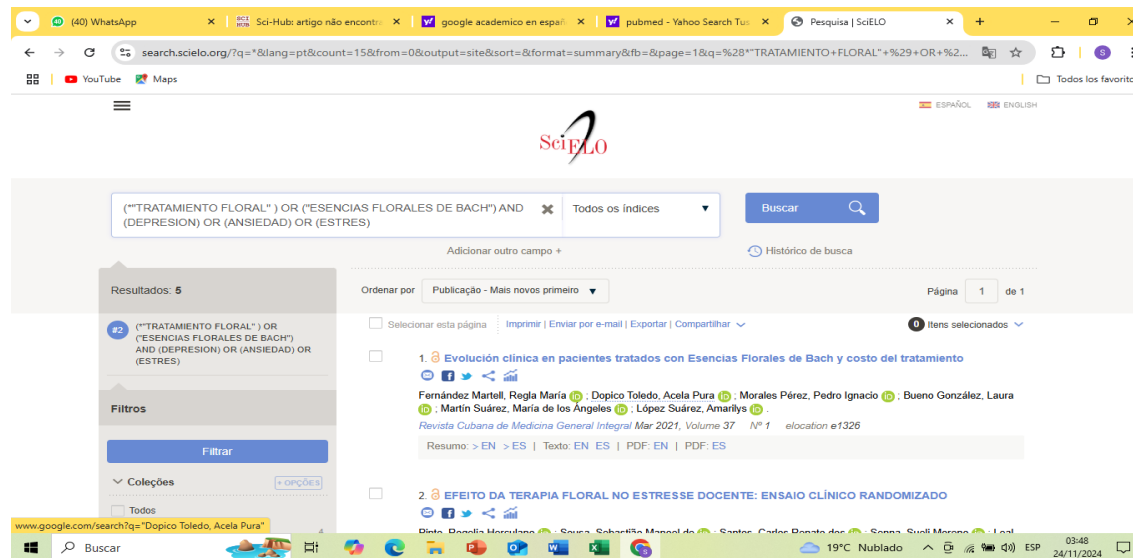 (40) WhatsApp
SCI HUB Sci-Hub: artigo não encontr
google academico en españ
pubmed - Yahoo Search
Pesquisa | SciELO
search.scielo.org/?q=*&lang=pt&count=15&from=0&output=site&sort=&format=summary&fb=&page=1&q=%28*"TRATAMIENTO+FLORAL"+%29+OR+%2...
S
YouTube
Maps
Todos los favorito
ESPAÑOL
ENGLISH
SciELO
(*"TRATAMIENTO FLORAL" ) OR ("ESENCIAS FLORALES DE BACH") AND
(DEPRESION) OR (ANSIEDAD) OR (ESTRES)
Todos os índices
Buscar
Adicionar outro campo +
Histórico de busca
Resultados: 5
Ordenar por
Publicação - Mais novos primeiro
Página 1 de 1
#2
(*"TRATAMIENTO FLORAL" ) OR
("ESENCIAS FLORALES DE BACH")
AND (DEPRESION) OR (ANSIEDAD) OR
(ESTRES)
Selecionar esta página
Imprimir | Enviar por e-mail | Exportar | Compartilhar
0 Itens selecionados
1. Evolución clínica en pacientes tratados con Esencias Florales de Bach y costo del tratamiento
Fernández Martell, Regla María ; Dopico Toledo, Acela Pura ; Morales Pérez, Pedro Ignacio ; Bueno González, Laura
; Martín Suárez, María de los Ángeles ; López Suárez, Amarilys .
Revista Cubana de Medicina General Integral Mar 2021, Volume 37 Nº 1 elocation e1326
Resumo: > EN > ES | Texto: EN ES | PDF: EN | PDF: ES
Filtros
Filtrar
Coleções
+ OPÇÕES
Todos
4
2. EFEITO DA TERAPIA FLORAL NO ESTRESSE DOCENTE: ENSAIO CLÍNICO RANDOMIZADO
www.google.com/search?q="Dopico Toledo, Acela Pura"
Buscar
19°C Nublado
ESP
03:48
24/11/2024